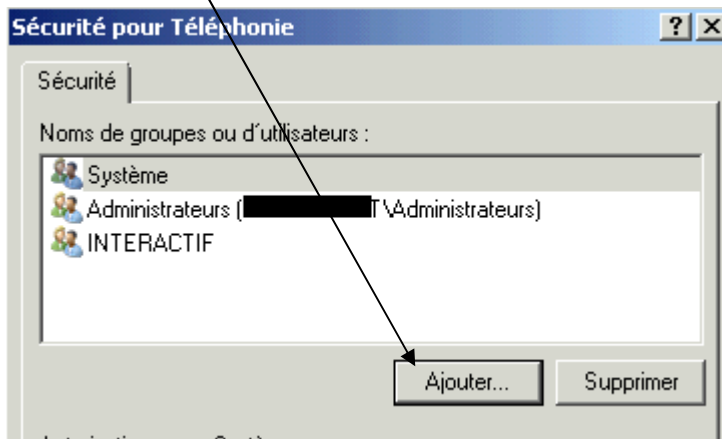 Sécurité pour Téléphonie
Sécurité
Noms de groupes ou d'utilisateurs :
Système
Administrateurs ( T\Administrateurs)
INTERACTIF
Ajouter... Supprimer